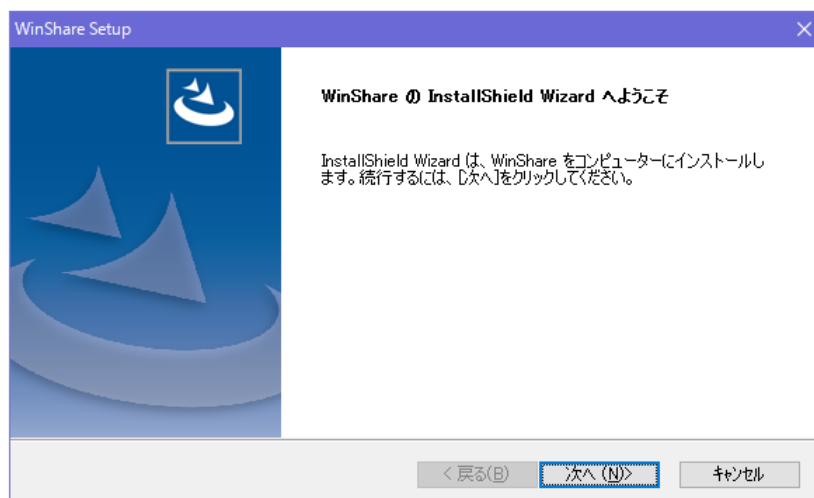 WinShare Setup
WinShare の InstallShield Wizard へようこそ
InstallShield Wizard は、WinShare をコンピューターにインストールし
ます。続行するには、[次へ]をクリックしてください。
< 戻る(B)
次へ (N)>
キャンセル